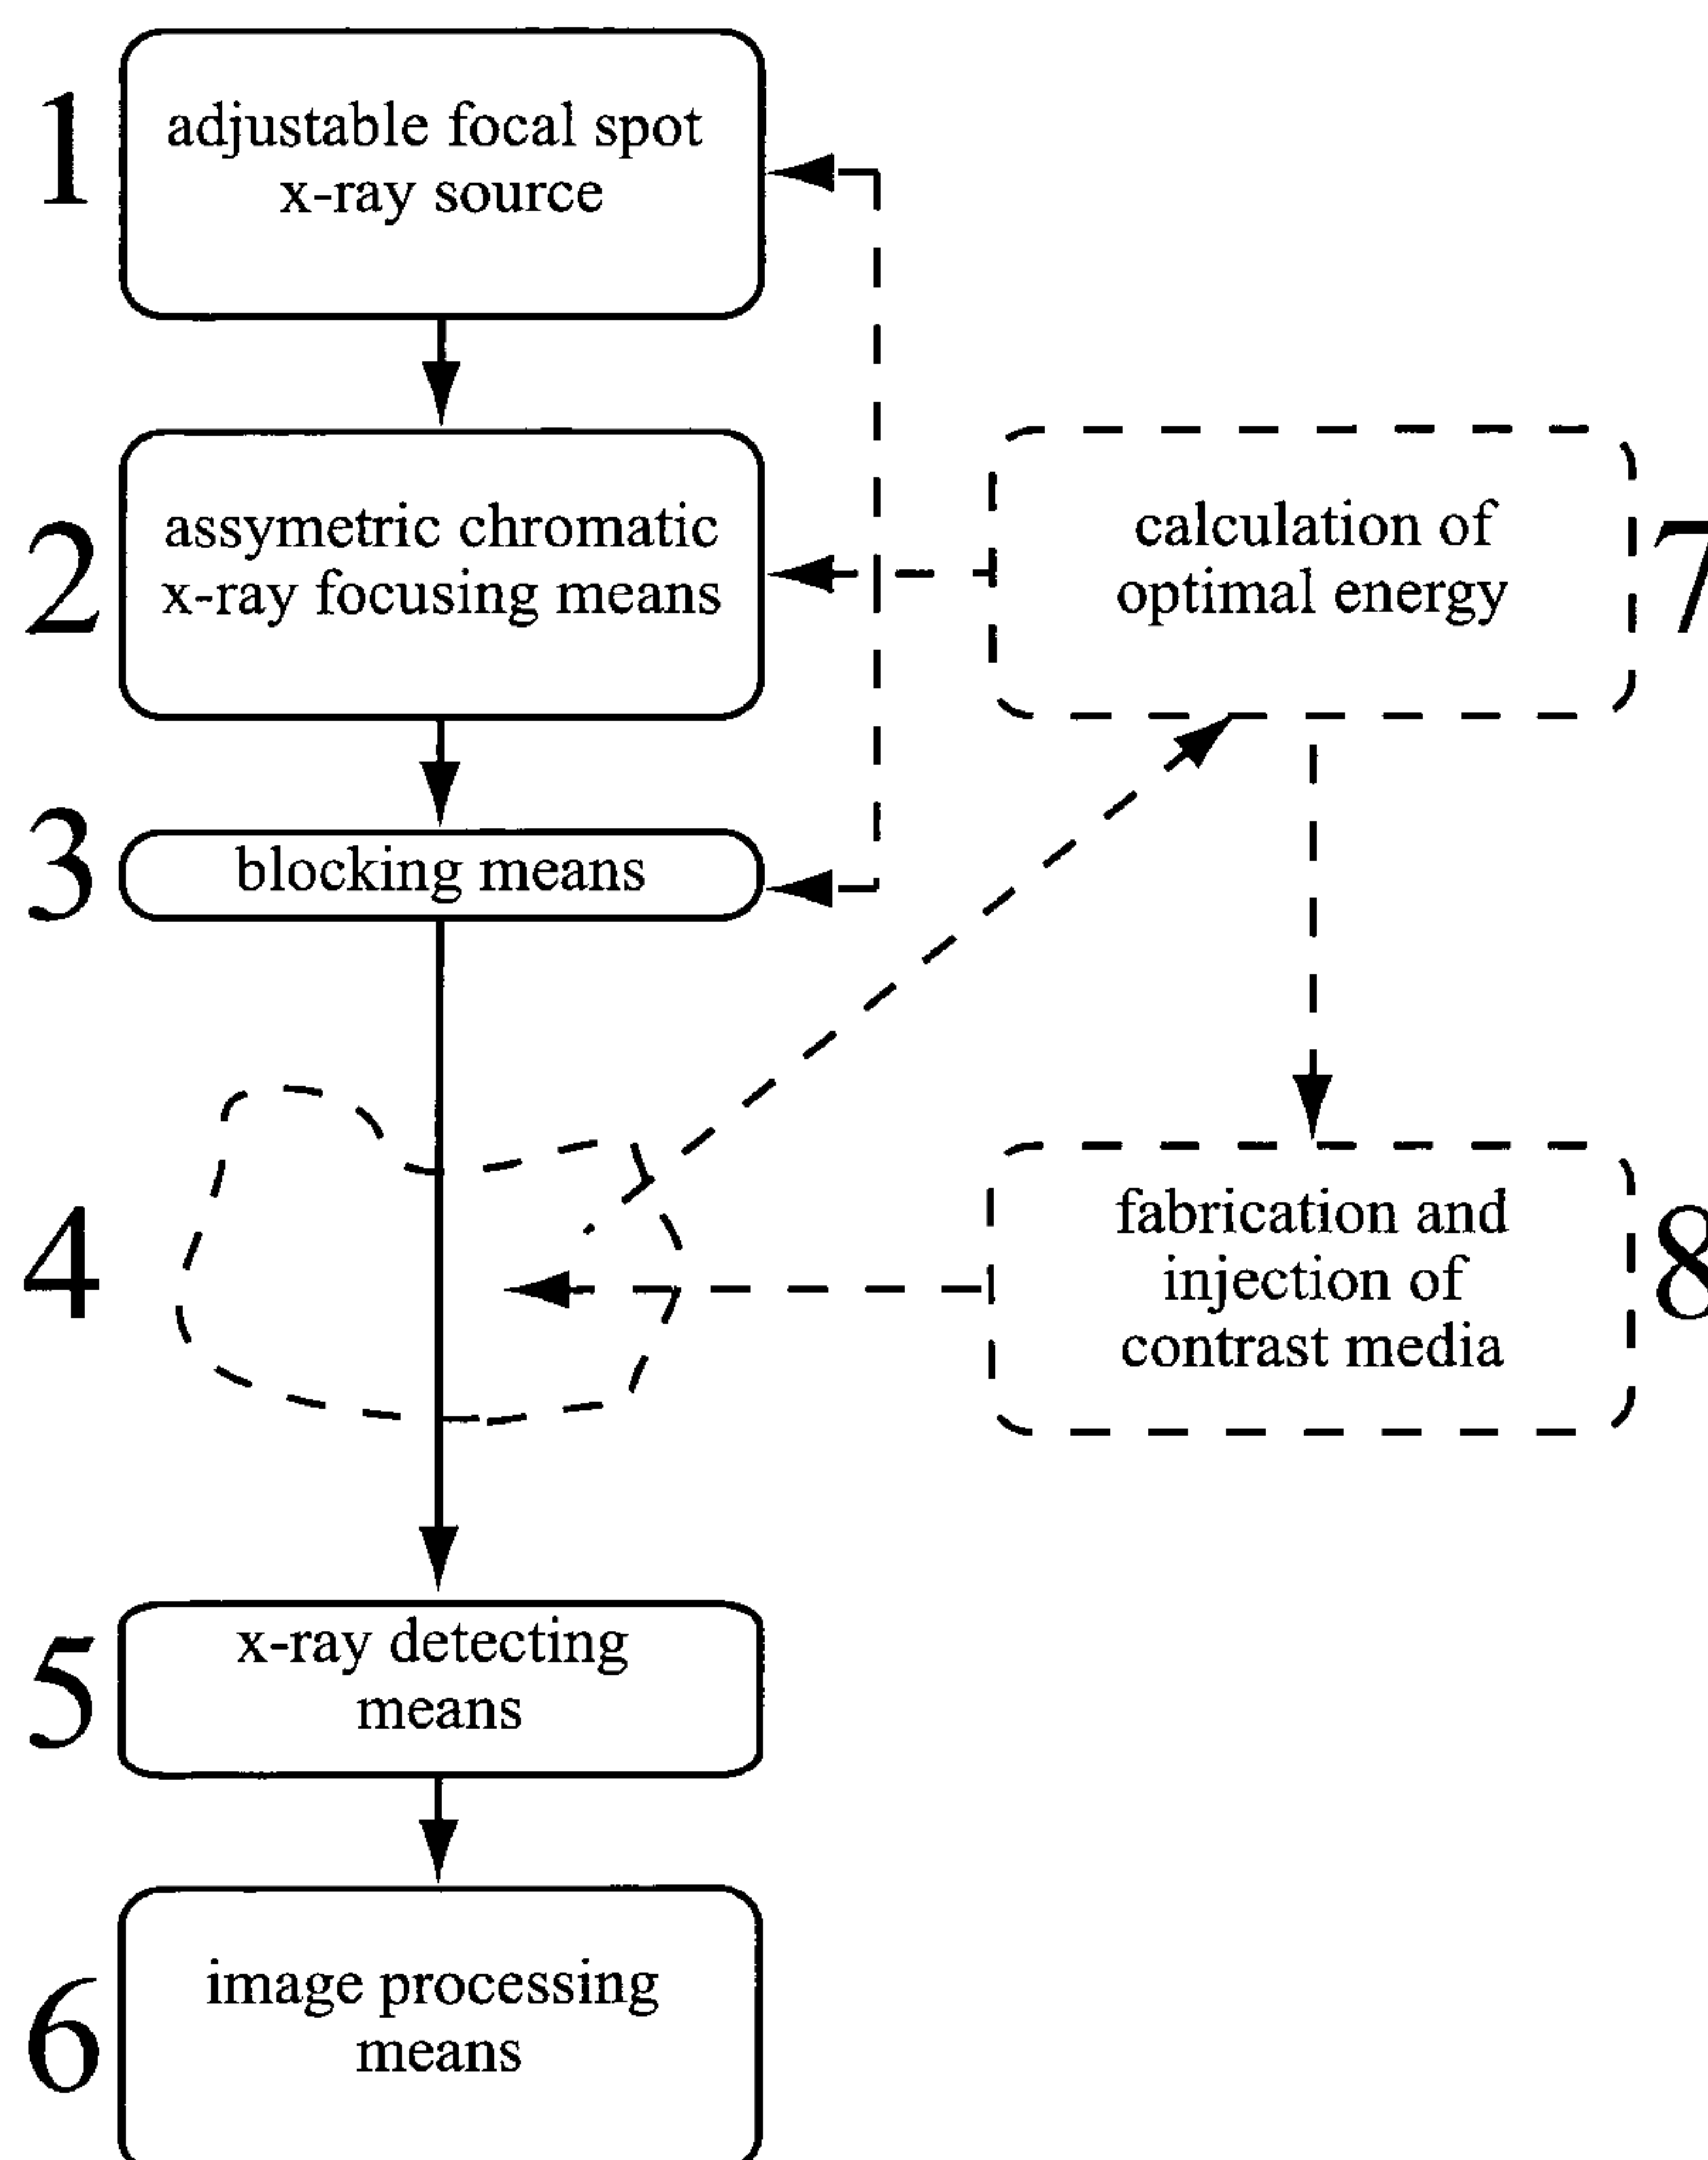 1
adjustable focal spot
x-ray source
2
assymetric chromatic
x-ray focusing means
calculation of
optimal energy
7
3
blocking means
4
fabrication and
injection of
contrast media
8
5
x-ray detecting
means
6
image processing
means